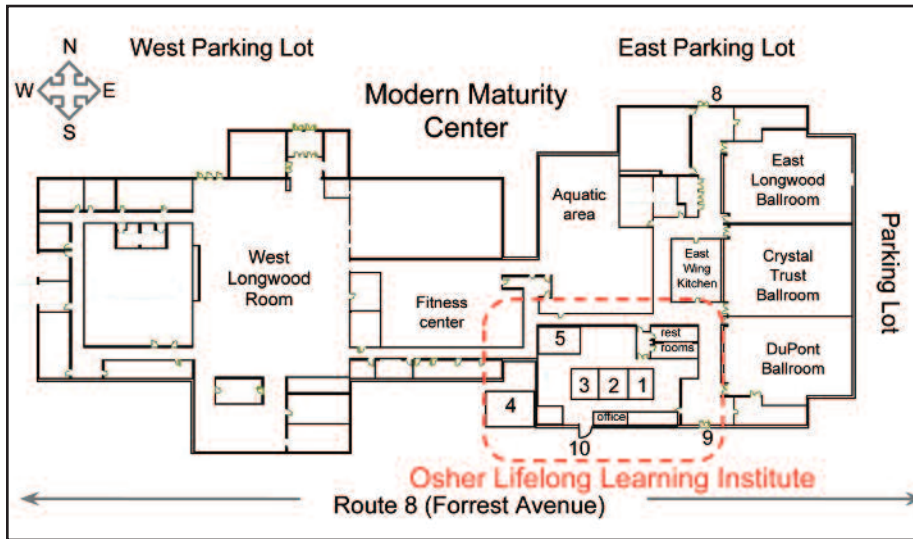 West Parking Lot
East Parking Lot
N
W E
S
Modern Maturity
Center
8
East
Longwood
Ballroom
Aquatic
area
West
Longwood
Room
East
Wing
Kitchen
Crystal
Trust
Ballroom
Parking Lot
Fitness
center
5
rest
rooms
DuPont
Ballroom
3 2 1
4
office
10
9
Osher Lifelong Learning Institute
Route 8 (Forrest Avenue)